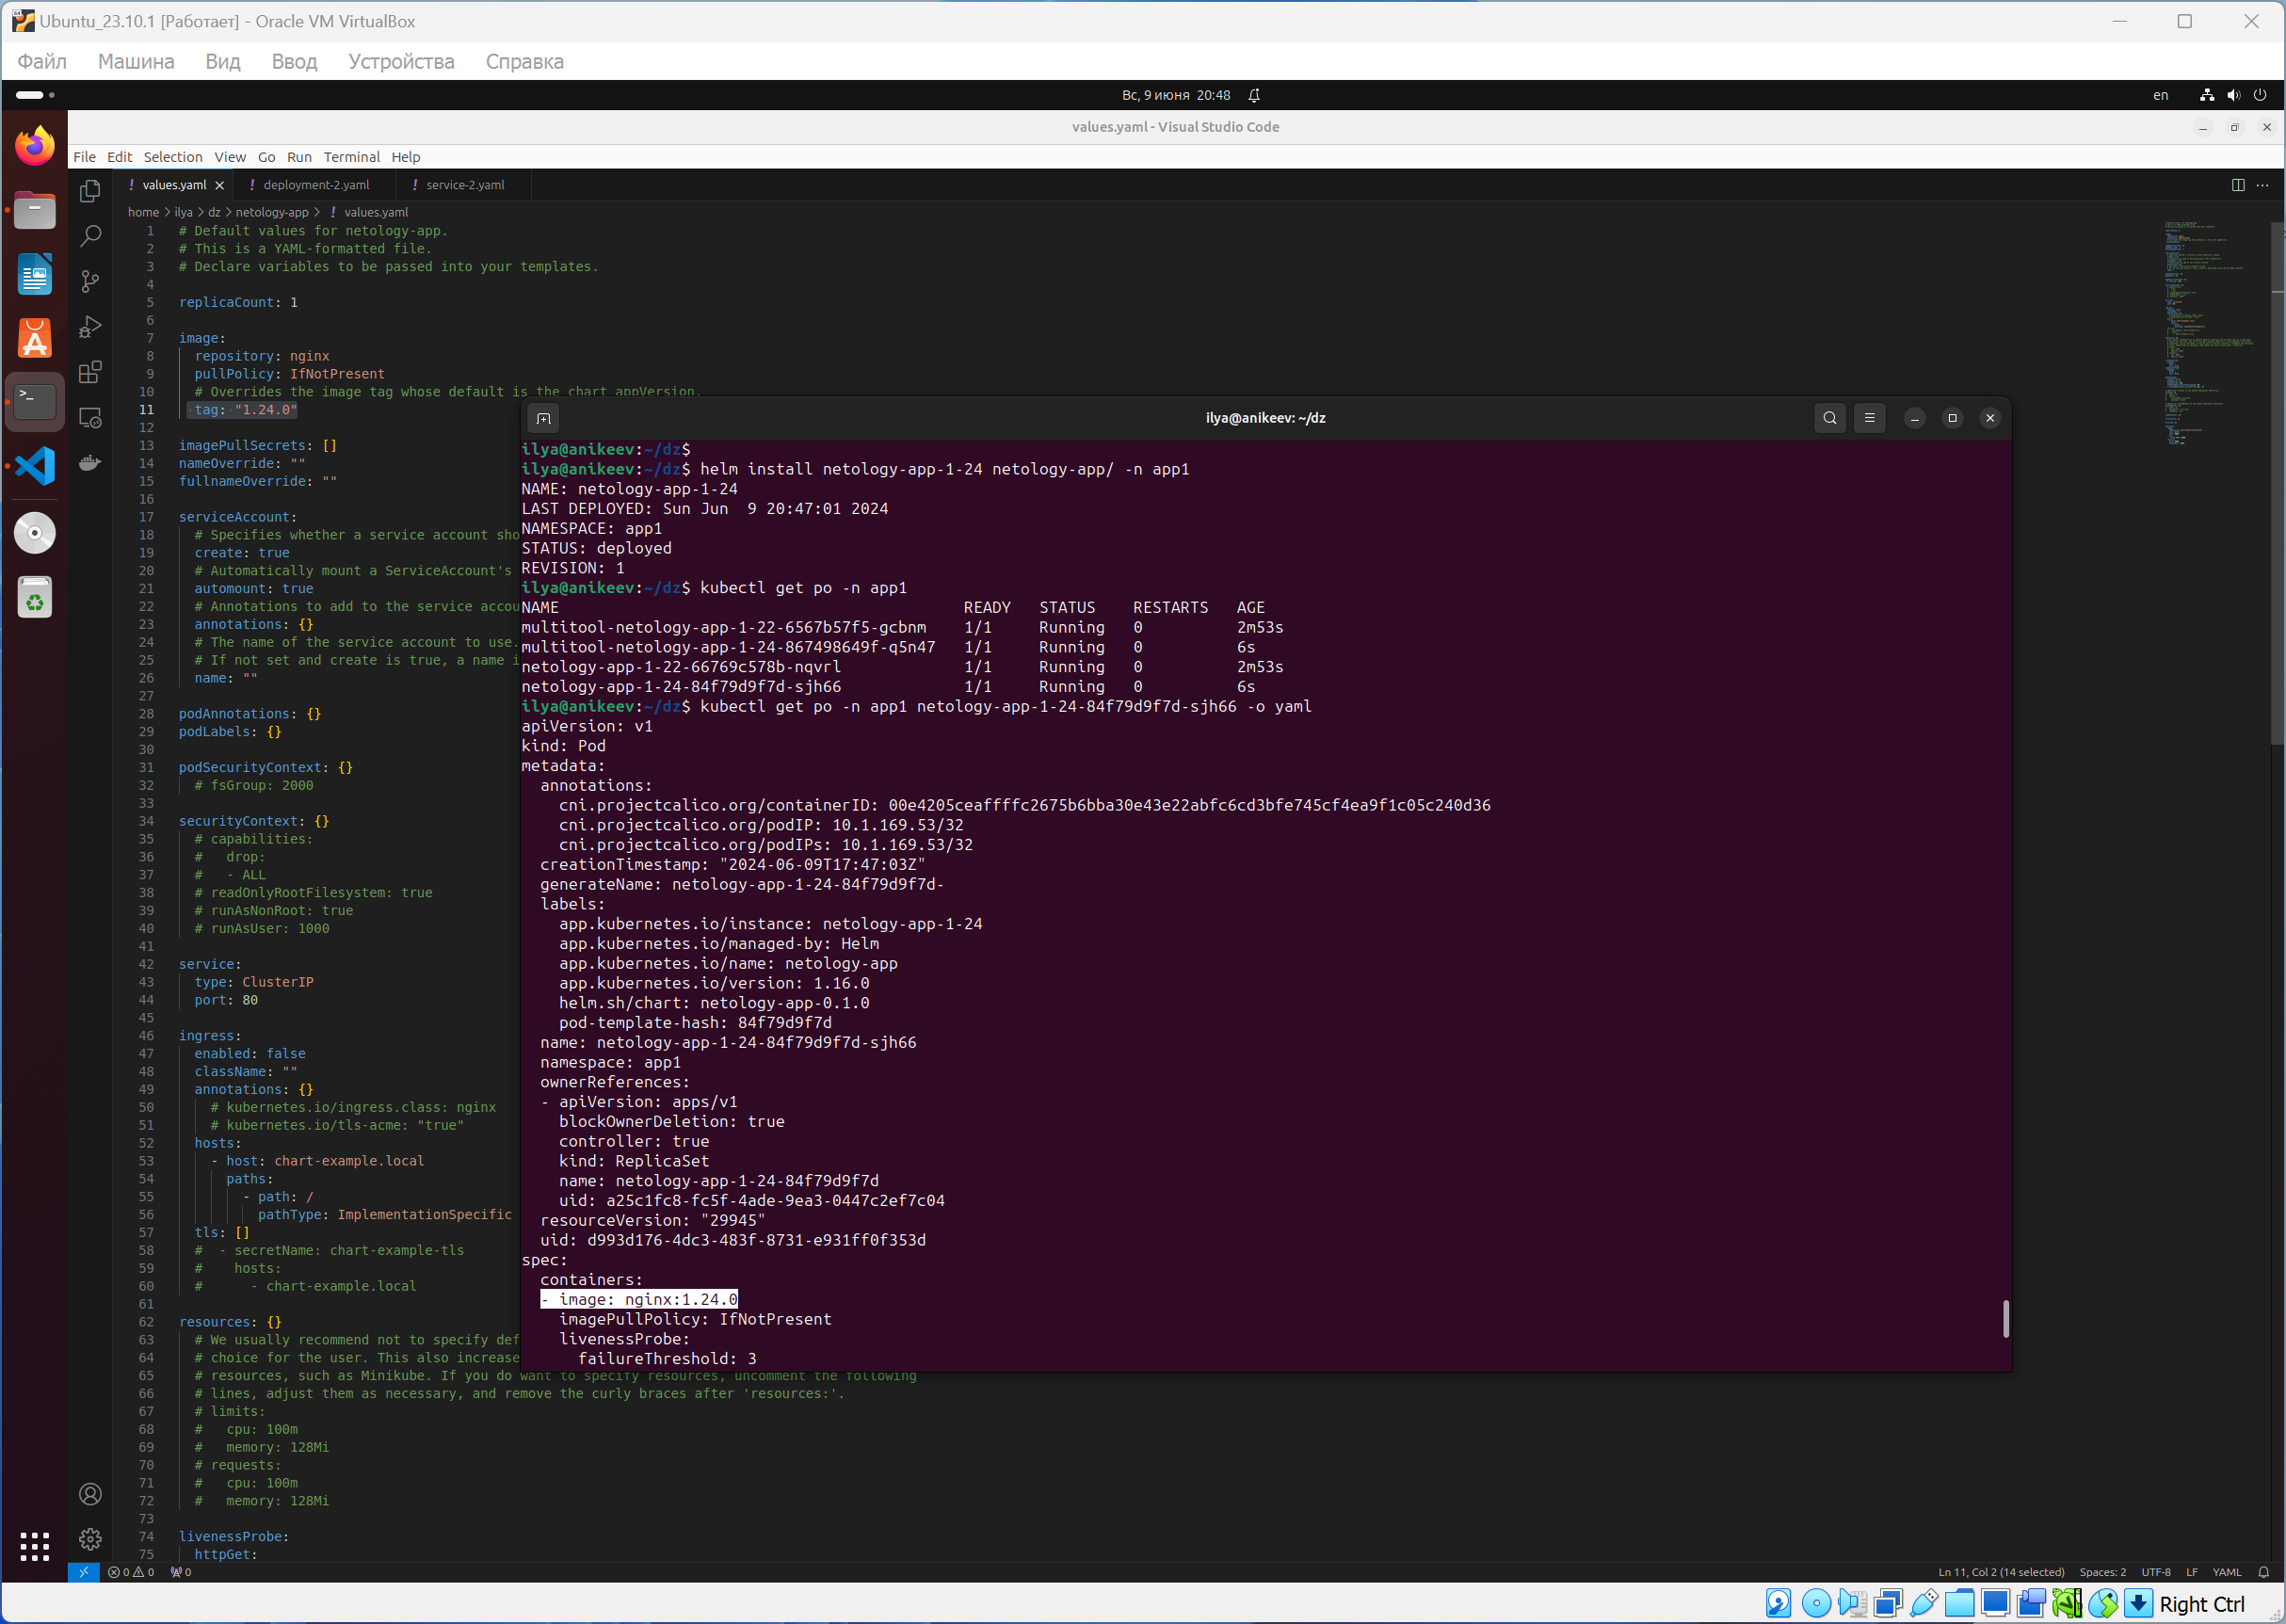 Ubuntu_23.10.1 [Работает] - Oracle VM VirtualBox
Файл Машина Вид Ввод Устройства Справка
Вс, 9 июня 20:48
en
values.yaml - Visual Studio Code
File Edit Selection View Go Run Terminal Help
! values.yaml ! deployment-2.yaml ! service-2.yaml
home > ilya > dz > netology-app > ! values.yaml
1 # Default values for netology-app.
2 # This is a YAML-formatted file.
3 # Declare variables to be passed into your templates.
4
5 replicaCount: 1
6
7 image:
8 repository: nginx
9 pullPolicy: IfNotPresent
10 # Overrides the image tag whose default is the chart appVersion.
11 tag: "1.24.0"
12
13 imagePullSecrets: []
14 nameOverride: ""
15 fullnameOverride: ""
16
17 serviceAccount:
18 # Specifies whether a service account sho
19 create: true
20 # Automatically mount a ServiceAccount's
21 automount: true
22 # Annotations to add to the service accou
23 annotations: {}
24 # The name of the service account to use.
25 # If not set and create is true, a name i
26 name: ""
27
28 podAnnotations: {}
29 podLabels: {}
30
31 podSecurityContext: {}
32 # fsGroup: 2000
33
34 securityContext: {}
35 # capabilities:
36 # drop:
37 # - ALL
38 # readOnlyRootFilesystem: true
39 # runAsNonRoot: true
40 # runAsUser: 1000
41
42 service:
43 type: ClusterIP
44 port: 80
45
46 ingress:
47 enabled: false
48 className: ""
49 annotations: {}
50 # kubernetes.io/ingress.class: nginx
51 # kubernetes.io/tls-acme: "true"
52 hosts:
53 - host: chart-example.local
54 paths:
55 - path: /
56 pathType: ImplementationSpecific
57 tls: []
58 # - secretName: chart-example-tls
59 # hosts:
60 # - chart-example.local
61
62 resources: {}
63 # We usually recommend not to specify def
64 # choice for the user. This also increase
65 # resources, such as Minikube. If you do want to specify resources, uncomment the following
66 # lines, adjust them as necessary, and remove the curly braces after 'resources:'.
67 # limits:
68 # cpu: 100m
69 # memory: 128Mi
70 # requests:
71 # cpu: 100m
72 # memory: 128Mi
73
74 livenessProbe:
75 httpGet:
ilya@anikeev: ~/dz
ilya@anikeev:~/dz$
ilya@anikeev:~/dz$ helm install netology-app-1-24 netology-app/ -n app1
NAME: netology-app-1-24
LAST DEPLOYED: Sun Jun  9 20:47:01 2024
NAMESPACE: app1
STATUS: deployed
REVISION: 1
ilya@anikeev:~/dz$ kubectl get po -n app1
NAME READY STATUS RESTARTS AGE
multitool-netology-app-1-22-6567b57f5-gcbnm 1/1 Running 0 2m53s
multitool-netology-app-1-24-867498649f-q5n47 1/1 Running 0 6s
netology-app-1-22-66769c578b-nqvrl 1/1 Running 0 2m53s
netology-app-1-24-84f79d9f7d-sjh66 1/1 Running 0 6s
ilya@anikeev:~/dz$ kubectl get po -n app1 netology-app-1-24-84f79d9f7d-sjh66 -o yaml
apiVersion: v1
kind: Pod
metadata:
annotations:
cni.projectcalico.org/containerID: 00e4205ceaffffc2675b6bba30e43e22abfc6cd3bfe745cf4ea9f1c05c240d36
cni.projectcalico.org/podIP: 10.1.169.53/32
cni.projectcalico.org/podIPs: 10.1.169.53/32
creationTimestamp: "2024-06-09T17:47:03Z"
generateName: netology-app-1-24-84f79d9f7d-
labels:
app.kubernetes.io/instance: netology-app-1-24
app.kubernetes.io/managed-by: Helm
app.kubernetes.io/name: netology-app
app.kubernetes.io/version: 1.16.0
helm.sh/chart: netology-app-0.1.0
pod-template-hash: 84f79d9f7d
name: netology-app-1-24-84f79d9f7d-sjh66
namespace: app1
ownerReferences:
- apiVersion: apps/v1
blockOwnerDeletion: true
controller: true
kind: ReplicaSet
name: netology-app-1-24-84f79d9f7d
uid: a25c1fc8-fc5f-4ade-9ea3-0447c2ef7c04
resourceVersion: "29945"
uid: d993d176-4dc3-483f-8731-e931ff0f353d
spec:
containers:
- image: nginx:1.24.0
imagePullPolicy: IfNotPresent
livenessProbe:
failureThreshold: 3
0 0 0 Ln 11, Col 2 (14 selected) Spaces: 2 UTF-8 LF YAML
Right Ctrl